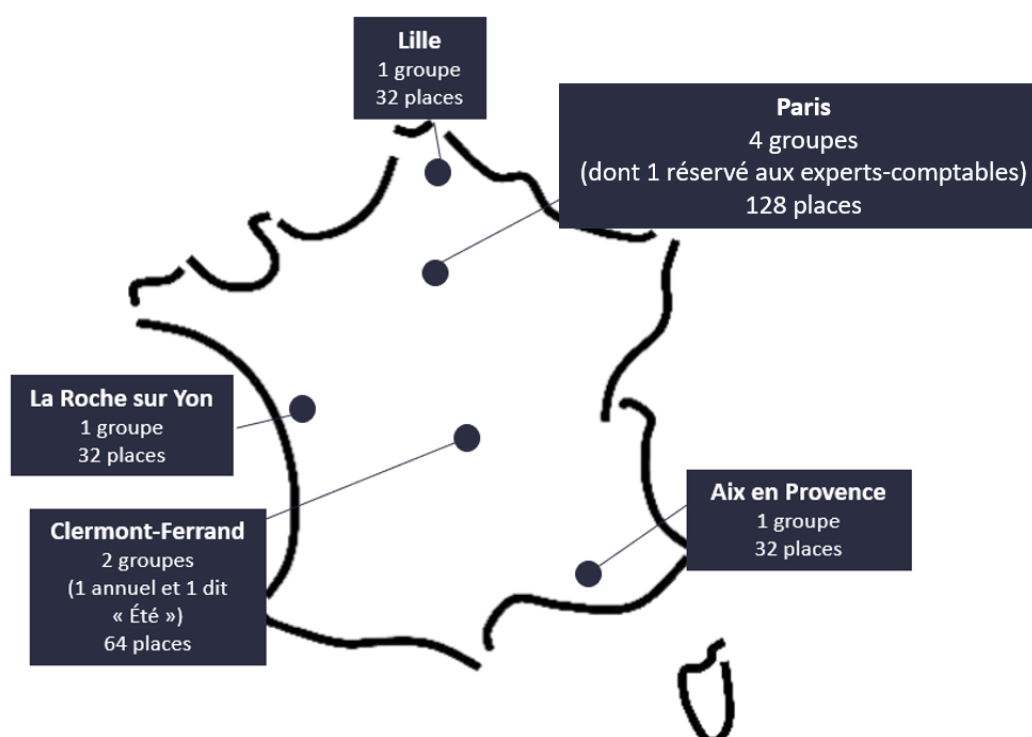 Lille
1 groupe
32 places
Paris
4 groupes
(dont 1 réservé aux experts-comptables)
128 places
La Roche sur Yon
1 groupe
32 places
Clermont-Ferrand
2 groupes
(1 annuel et 1 dit
« Été »)
64 places
Aix en Provence
1 groupe
32 places